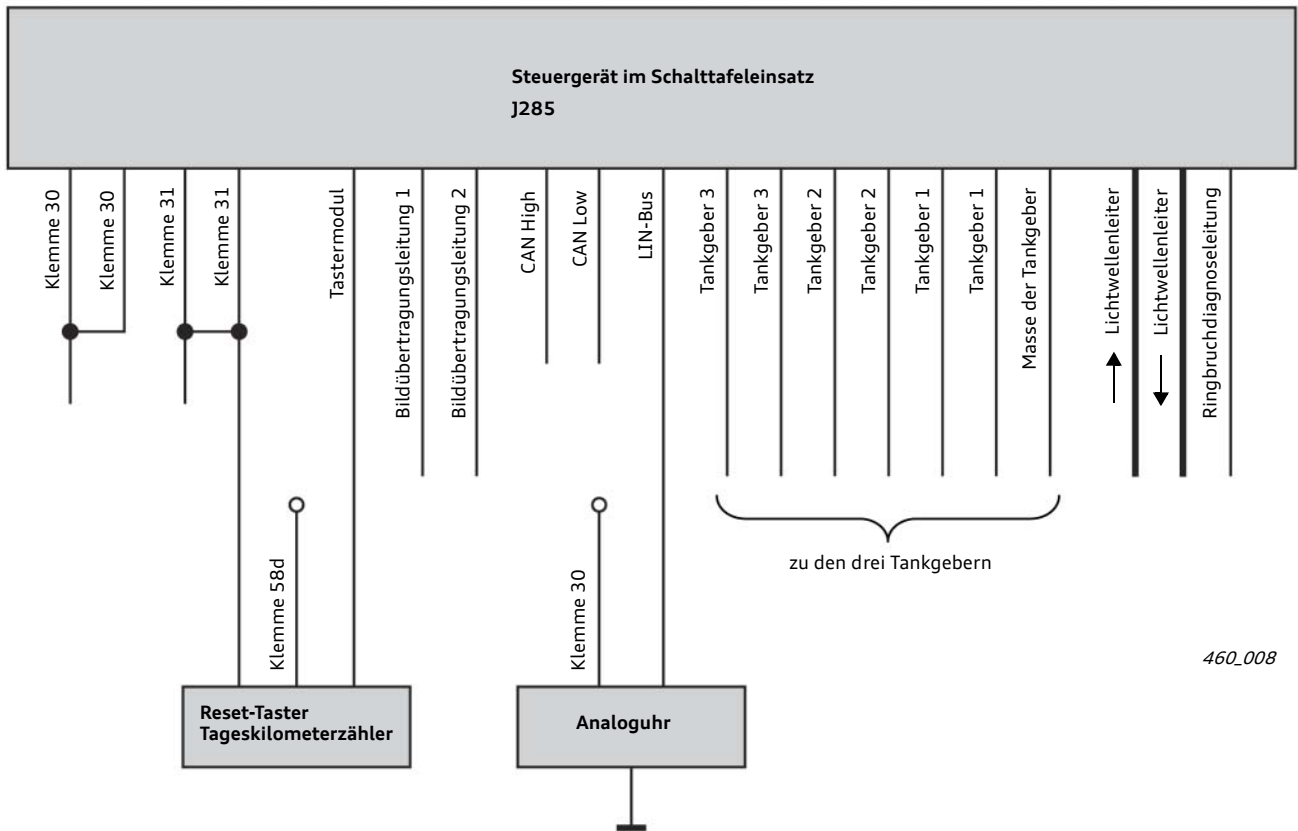 Steuergerät im Schalttafeleinsatz
J285
Klemme 30
Klemme 30
Klemme 31
Klemme 31
Tastermodul
Bildübertragungsleitung 1
Bildübertragungsleitung 2
CAN High
CAN Low
LIN-Bus
Tankgeber 3
Tankgeber 3
Tankgeber 2
Tankgeber 2
Tankgeber 1
Tankgeber 1
Masse der Tankgeber
Lichtwellenleiter
Lichtwellenleiter
Ringbruchdiagnoseleitung
zu den drei Tankgebern
Klemme 58d
Klemme 30
460_008
Reset-Taster
Tageskilometerzähler
Analoguhr